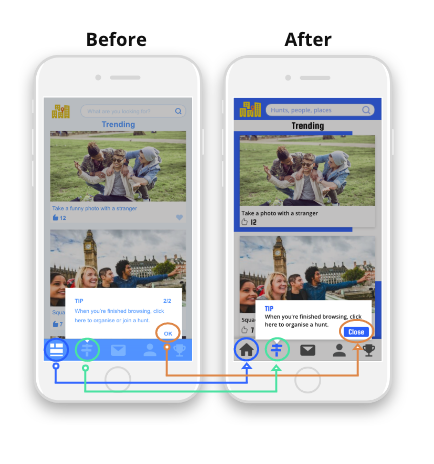 Before
After
What are you looking for?
Trending
Take a funny photo with a stranger
12
Squa
7
TIP
2/2
When you're finished browsing, click
here to organise or join a hunt.
OK
Hunts, people, places
Trending
Take a photo with a stranger
12
Squa
7
TIP
When you're finished browsing, click
here to organise a hunt.
Close